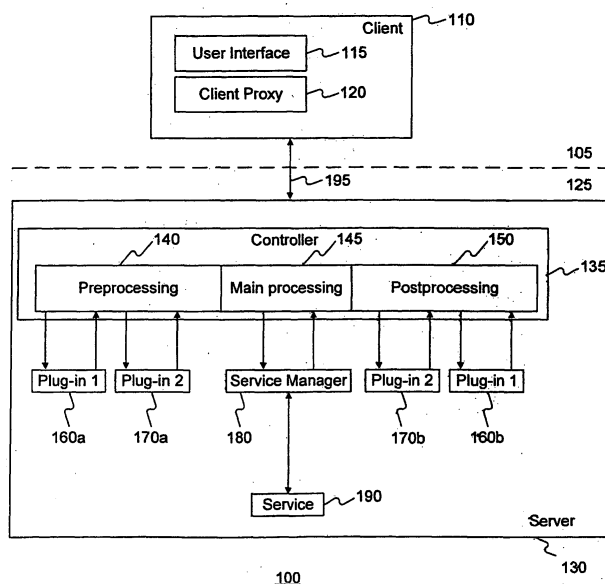 110
Client
User Interface
115
Client Proxy
120
105
195
125
140
Controller
145
150
135
Preprocessing
Main processing
Postprocessing
Plug-in 1
Plug-in 2
Service Manager
Plug-in 2
Plug-in 1
160a
170a
180
170b
160b
Service
190
Server
130
100